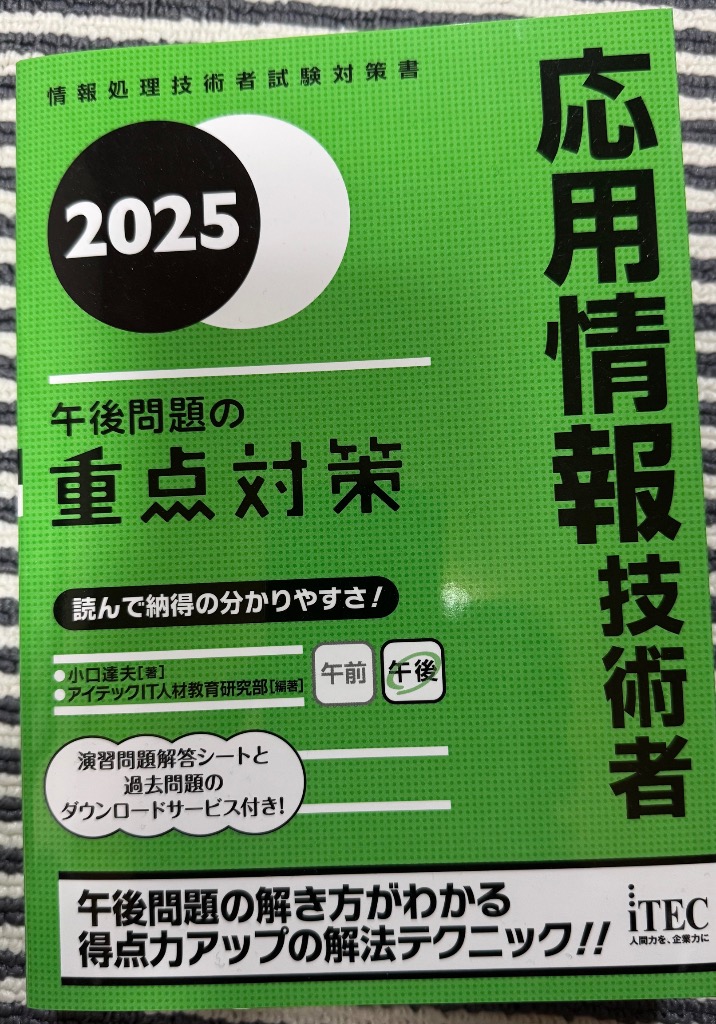 情報処理技術者試験対策書
応用情報技術者
2025
午後問題の
重点対策
読んで納得の分かりやすさ!
●小口達夫[著]
●アイテックIT人材教育研究部[編著]
午前
午後
演習問題解答シートと
過去問題の
ダウンロードサービス付き!
午後問題の解き方がわかる
得点力アップの解法テクニック!!
iTEC
人間力を、企業力に